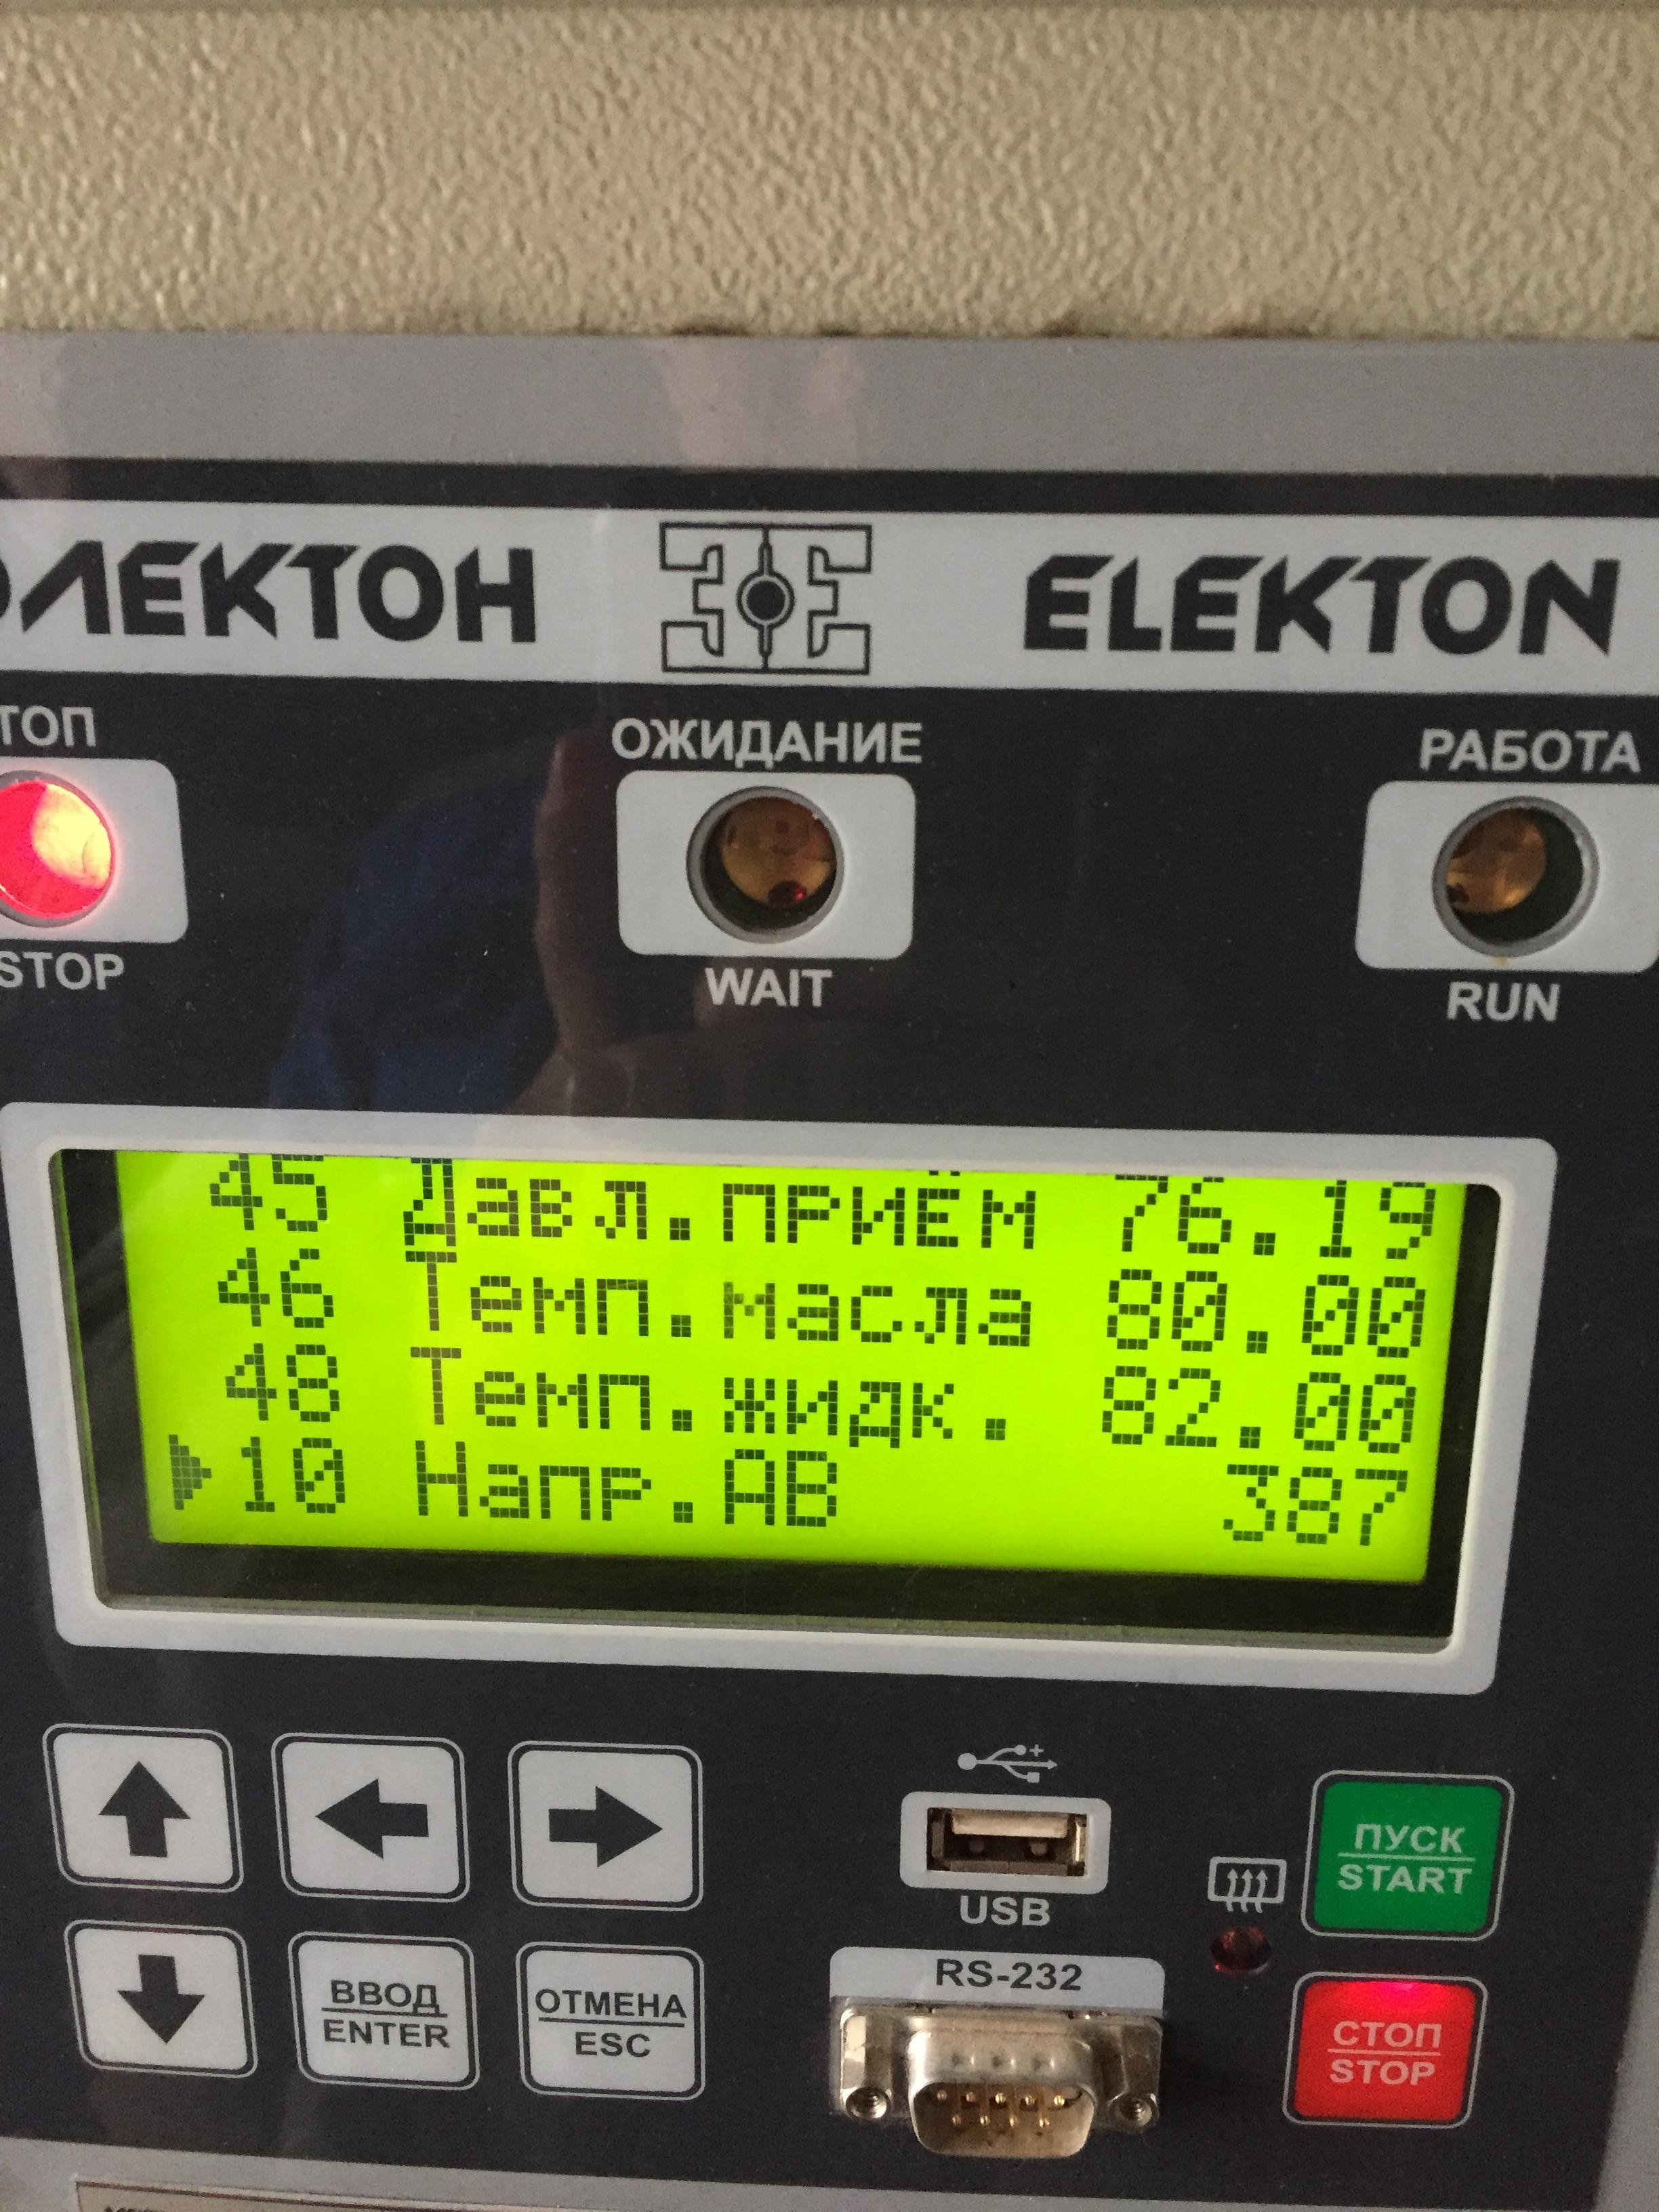 ЭЛЕКТОН ELEKTON
СТОП ОЖИДАНИЕ РАБОТА
STOP WAIT RUN
45 Давл.приём 76.19
46 Темп.масла 80.00
48 Темп.жидк. 82.00
10 Напр.АВ 387
USB
ПУСК
START
ВВОД
ENTER
ОТМЕНА
ESC
RS-232
СТОП
STOP